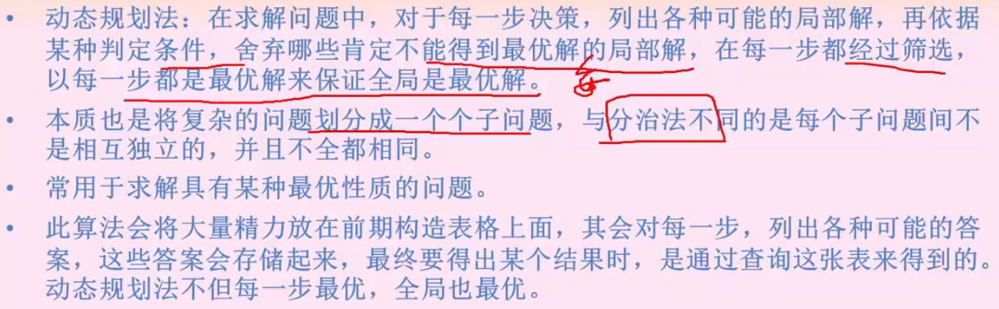 • 动态规划法：在求解问题中，对于每一步决策，列出各种可能的局部解，再依据
某种判定条件，舍弃哪些肯定不能得到最优解的局部解，在每一步都经过筛选，
以每一步都是最优解来保证全局是最优解。
• 本质也是将复杂的问题划分成一个个子问题，与分治法不同的是每个子问题间不
是相互独立的，并且不全都相同。
• 常用于求解具有某种最优性质的问题。
• 此算法会将大量精力放在前期构造表格上面，其会对每一步，列出各种可能的答
案，这些答案会存储起来，最终要得出某个结果时，是通过查询这张表来得到的。
动态规划法不但每一步最优，全局也最优。